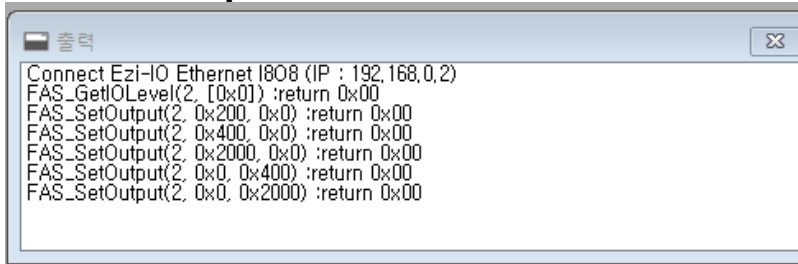 출력
Connect Ezi-IO Ethernet I8O8 (IP : 192,168,0,2)
FAS_GetIOLevel(2, [0x0]) :return 0x00
FAS_SetOutput(2, 0x200, 0x0) :return 0x00
FAS_SetOutput(2, 0x400, 0x0) :return 0x00
FAS_SetOutput(2, 0x2000, 0x0) :return 0x00
FAS_SetOutput(2, 0x0, 0x400) :return 0x00
FAS_SetOutput(2, 0x0, 0x2000) :return 0x00